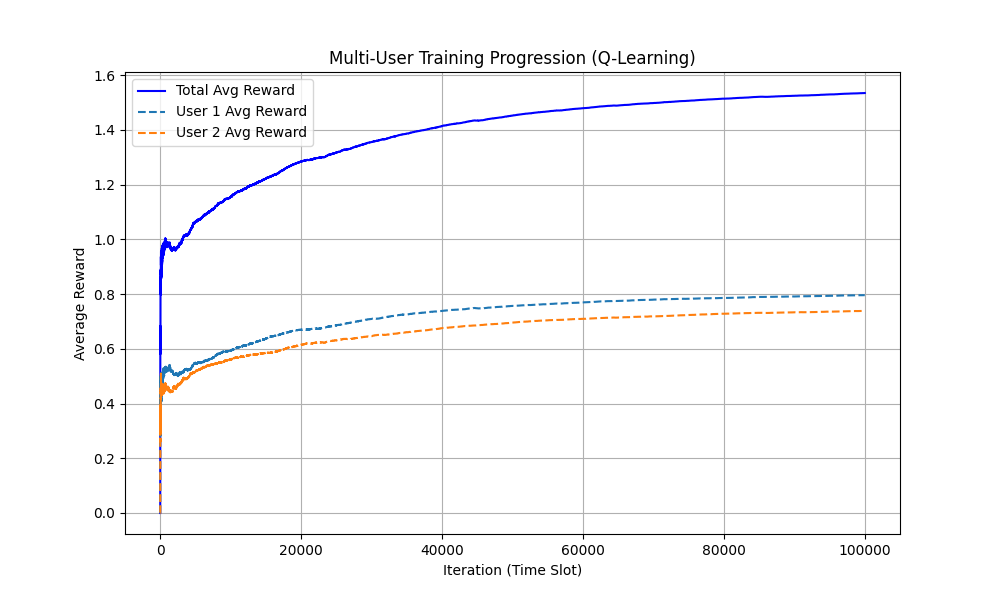 Multi-User Training Progression (Q-Learning)
Total Avg Reward
User 1 Avg Reward
User 2 Avg Reward
Average Reward
1.6
1.4
1.2
1.0
0.8
0.6
0.4
0.2
0.0
0 20000 40000 60000 80000 100000
Iteration (Time Slot)